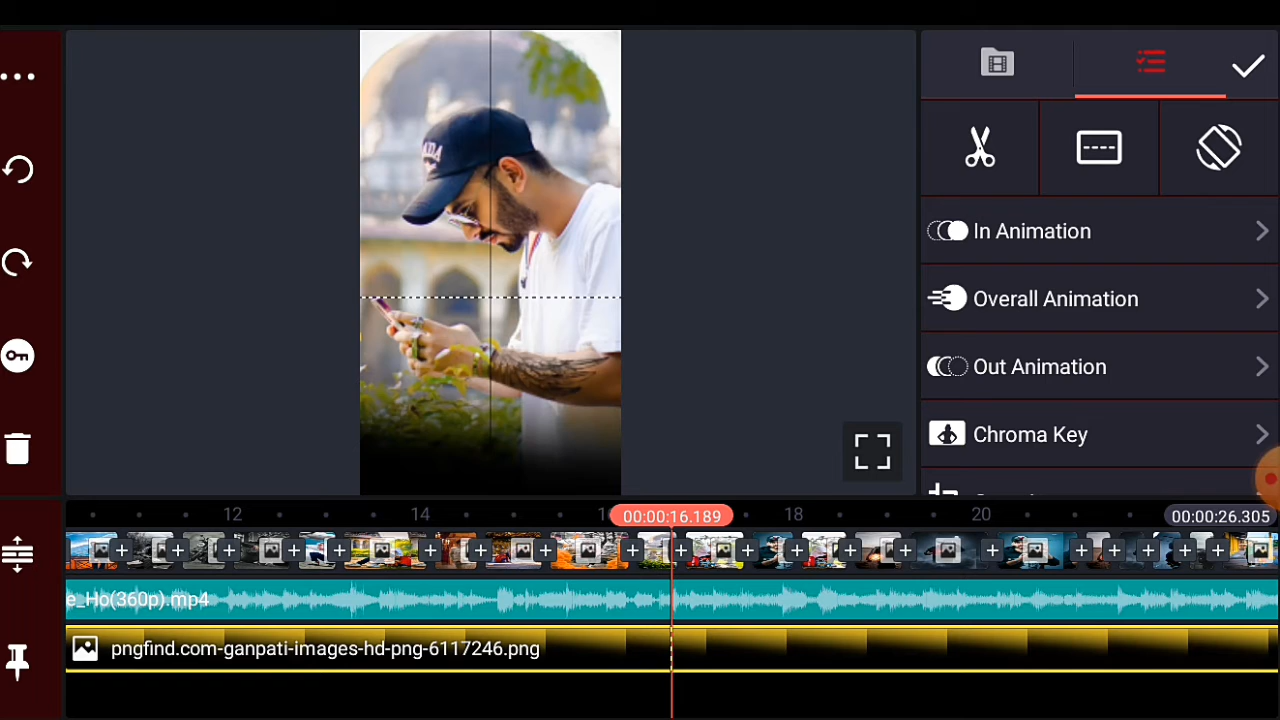 In Animation
Overall Animation
Out Animation
Chroma Key
12
14
00:00:16.189
18
20
00:00:26.305
e_Ho(360p).mp4
pngfind.com-ganpati-images-hd-png-6117246.png